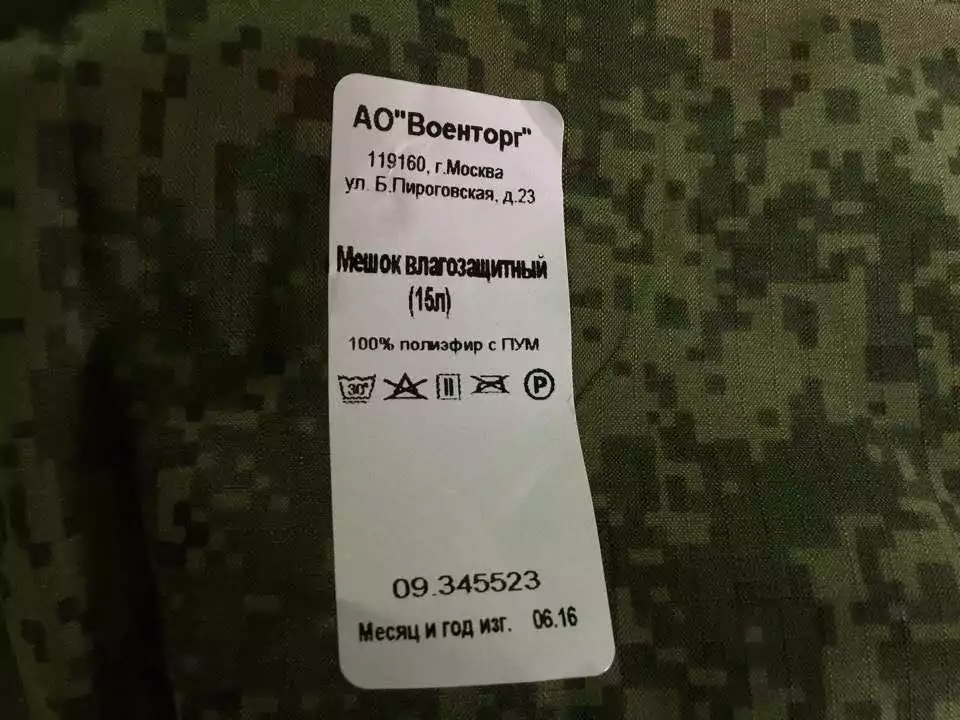 АО"Военторг"
119160, г.Москва
ул. Б.Пироговская, д.23
Мешок влагозащитный
(15л)
100% полиэфир с ПУМ
30° P
09.345523
Месяц и год изг. 06.16